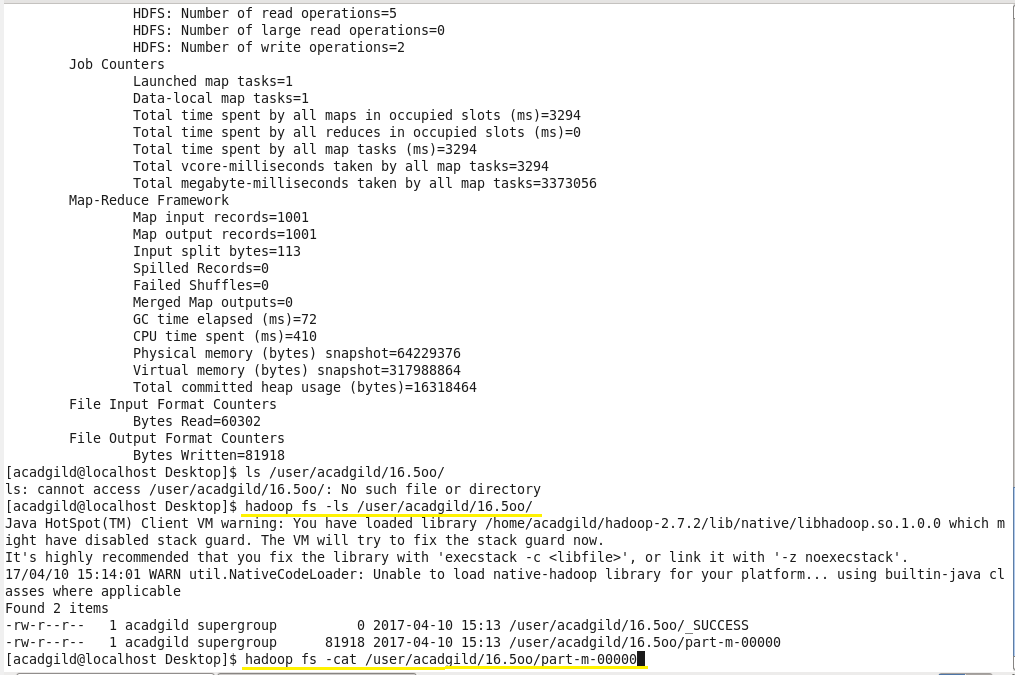 HDFS: Number of read operations=5
HDFS: Number of large read operations=0
HDFS: Number of write operations=2
Job Counters
Launched map tasks=1
Data-local map tasks=1
Total time spent by all maps in occupied slots (ms)=3294
Total time spent by all reduces in occupied slots (ms)=0
Total time spent by all map tasks (ms)=3294
Total vcore-milliseconds taken by all map tasks=3294
Total megabyte-milliseconds taken by all map tasks=3373056
Map-Reduce Framework
Map input records=1001
Map output records=1001
Input split bytes=113
Spilled Records=0
Failed Shuffles=0
Merged Map outputs=0
GC time elapsed (ms)=72
CPU time spent (ms)=410
Physical memory (bytes) snapshot=64229376
Virtual memory (bytes) snapshot=317988864
Total committed heap usage (bytes)=16318464
File Input Format Counters
Bytes Read=60302
File Output Format Counters
Bytes Written=81918
[acadgild@localhost Desktop]$ ls /user/acadgild/16.5oo/
ls: cannot access /user/acadgild/16.5oo/: No such file or directory
[acadgild@localhost Desktop]$ hadoop fs -ls /user/acadgild/16.5oo/
Java HotSpot(TM) Client VM warning: You have loaded library /home/acadgild/hadoop-2.7.2/lib/native/libhadoop.so.1.0.0 which m
ight have disabled stack guard. The VM will try to fix the stack guard now.
It's highly recommended that you fix the library with 'execstack -c <libfile>', or link it with '-z noexecstack'.
17/04/10 15:14:01 WARN util.NativeCodeLoader: Unable to load native-hadoop library for your platform... using builtin-java cl
asses where applicable
Found 2 items
-rw-r--r--   1 acadgild supergroup          0 2017-04-10 15:13 /user/acadgild/16.5oo/_SUCCESS
-rw-r--r--   1 acadgild supergroup      81918 2017-04-10 15:13 /user/acadgild/16.5oo/part-m-00000
[acadgild@localhost Desktop]$ hadoop fs -cat /user/acadgild/16.5oo/part-m-00000